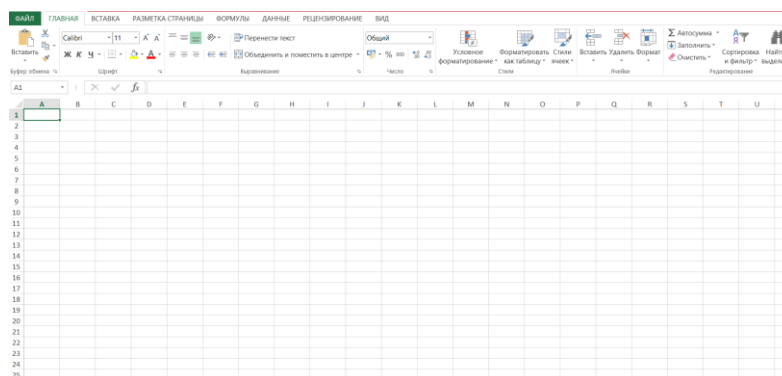 ФАЙЛ ГЛАВНАЯ ВСТАВКА РАЗМЕТКА СТРАНИЦЫ ФОРМУЛЫ ДАННЫЕ РЕЦЕНЗИРОВАНИЕ ВИД
Вставить
Буфер обмена
Calibri 11
Ж К Ч
Шрифт
Перенести текст
Объединить и поместить в центре
Выравнивание
Общий
% 000
Число
Условное форматирование
Форматировать как таблицу
Стили ячеек
Стили
Вставить Удалить Формат
Ячейки
Автосумма
Заполнить
Очистить
Сортировка и фильтр
Редактирование
A1 fx
A B C D E F G H I J K L M N O P Q R S T U
1
2
3
4
5
6
7
8
9
10
11
12
13
14
15
16
17
18
19
20
21
22
23
24
25